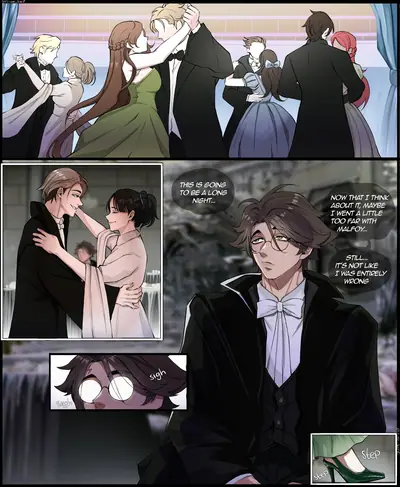 THIS IS GOING
TO BE A LONG
NIGHT...
NOW THAT I THINK
ABOUT IT, MAYBE
I WENT A LITTLE
TOO FAR WITH
MALFOY...
STILL...
IT'S NOT LIKE
I WAS ENTIRELY
WRONG
sigh
STEP
STEP